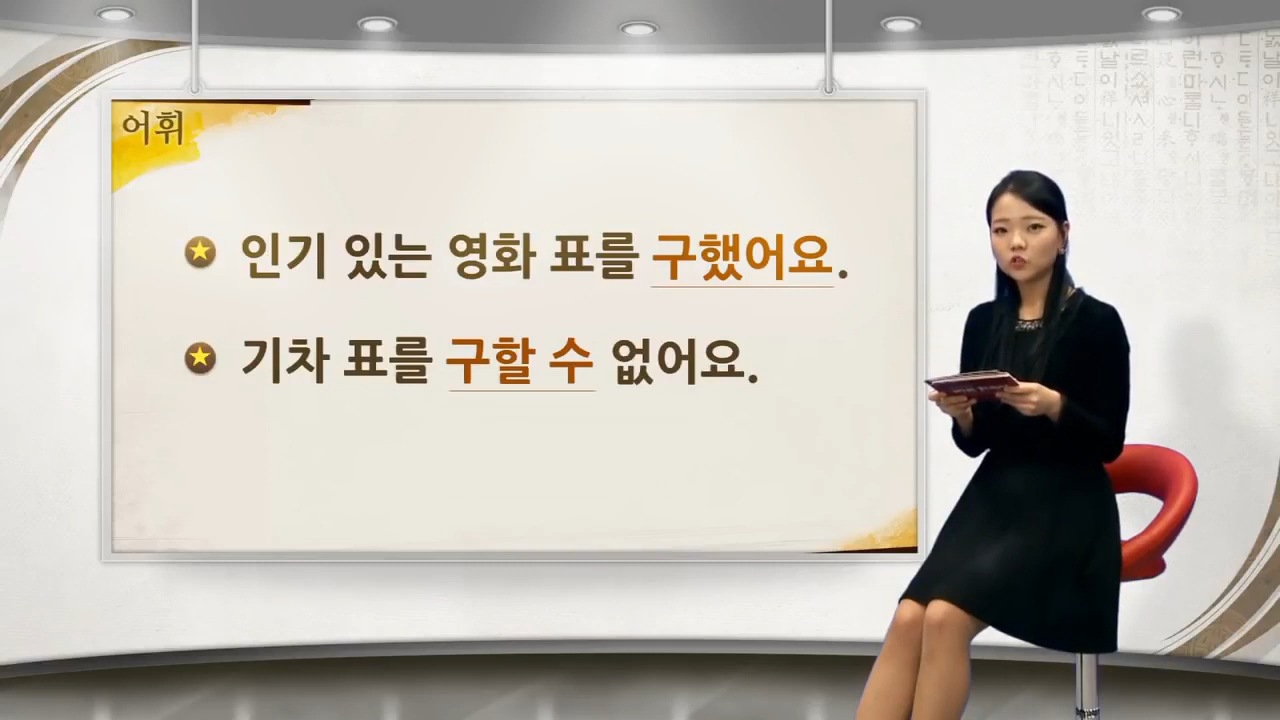 어휘
인기 있는 영화 표를 구했어요.
기차 표를 구할 수 없어요.